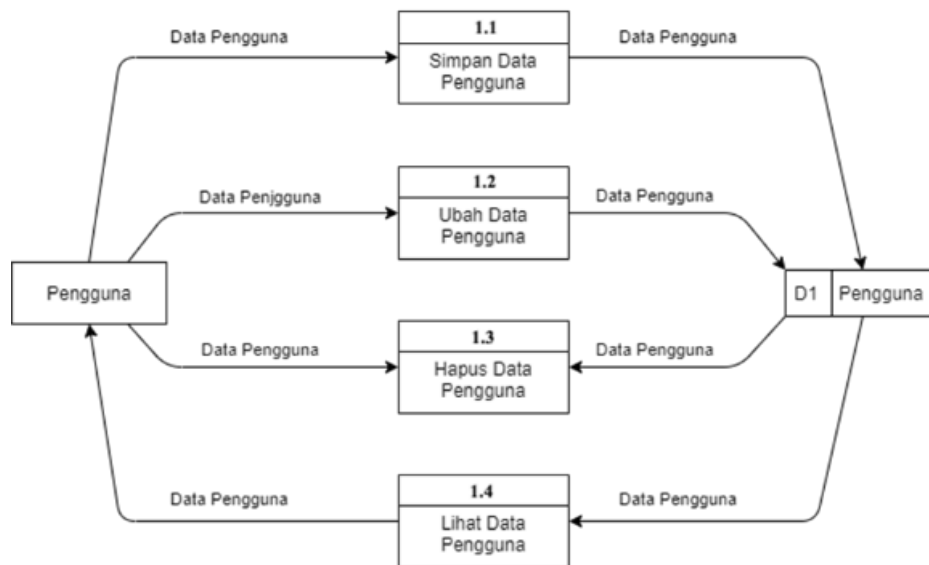 1.1
Data Pengguna
Simpan Data
Pengguna
Data Pengguna
1.2
Data Penjgguna
Ubah Data
Pengguna
Data Pengguna
Pengguna
D1
Pengguna
1.3
Data Pengguna
Hapus Data
Pengguna
Data Pengguna
1.4
Data Pengguna
Lihat Data
Pengguna
Data Pengguna